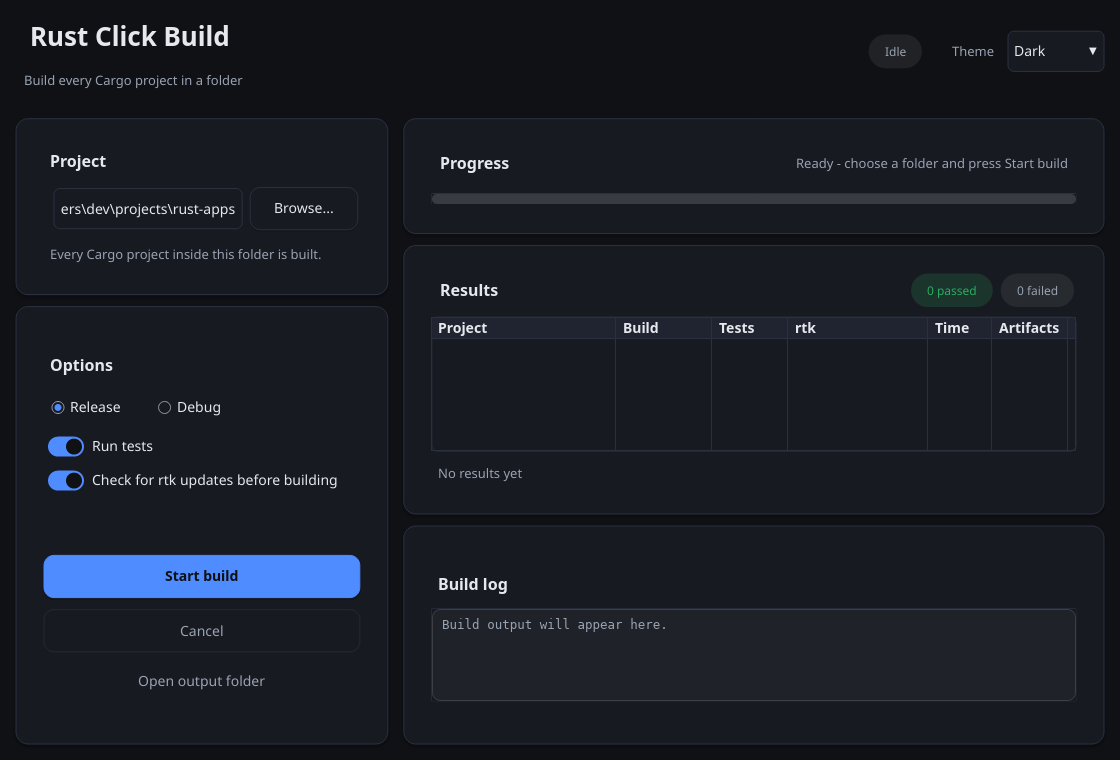 Rust Click Build
Build every Cargo project in a folder
Idle
Theme
Dark
Project
ers\dev\projects\rust-apps
Browse...
Every Cargo project inside this folder is built.
Options
Release
Debug
Run tests
Check for rtk updates before building
Start build
Cancel
Open output folder
Progress
Ready - choose a folder and press Start build
Results
0 passed
0 failed
Project Build Tests rtk Time Artifacts
No results yet
Build log
Build output will appear here.